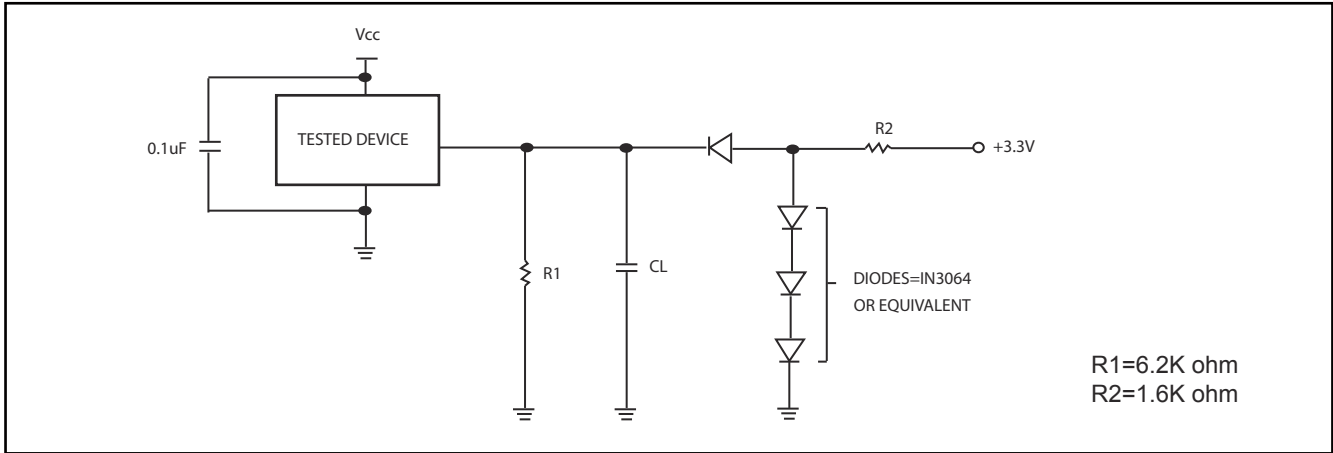 Vcc
0.1uF
TESTED DEVICE
R2
+3.3V
R1
CL
DIODES=IN3064
OR EQUIVALENT
R1=6.2K ohm
R2=1.6K ohm